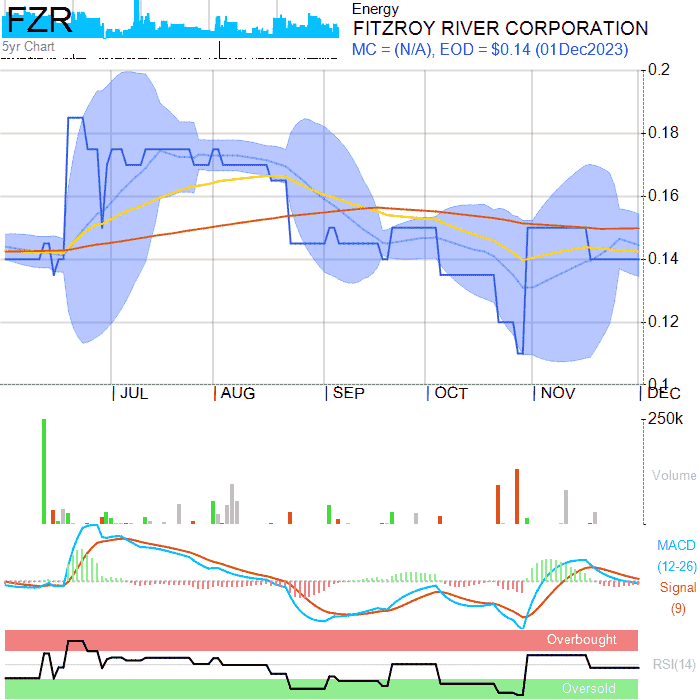 FZR
Energy
FITZROY RIVER CORPORATION
5yr Chart
MC = (N/A), EOD = $0.14 (01Dec2023)
0.2
0.18
0.16
0.14
0.12
0.1
JUL AUG SEP OCT NOV DEC
250k
Volume
MACD
(12-26)
Signal
(9)
Overbought
RSI(14)
Oversold